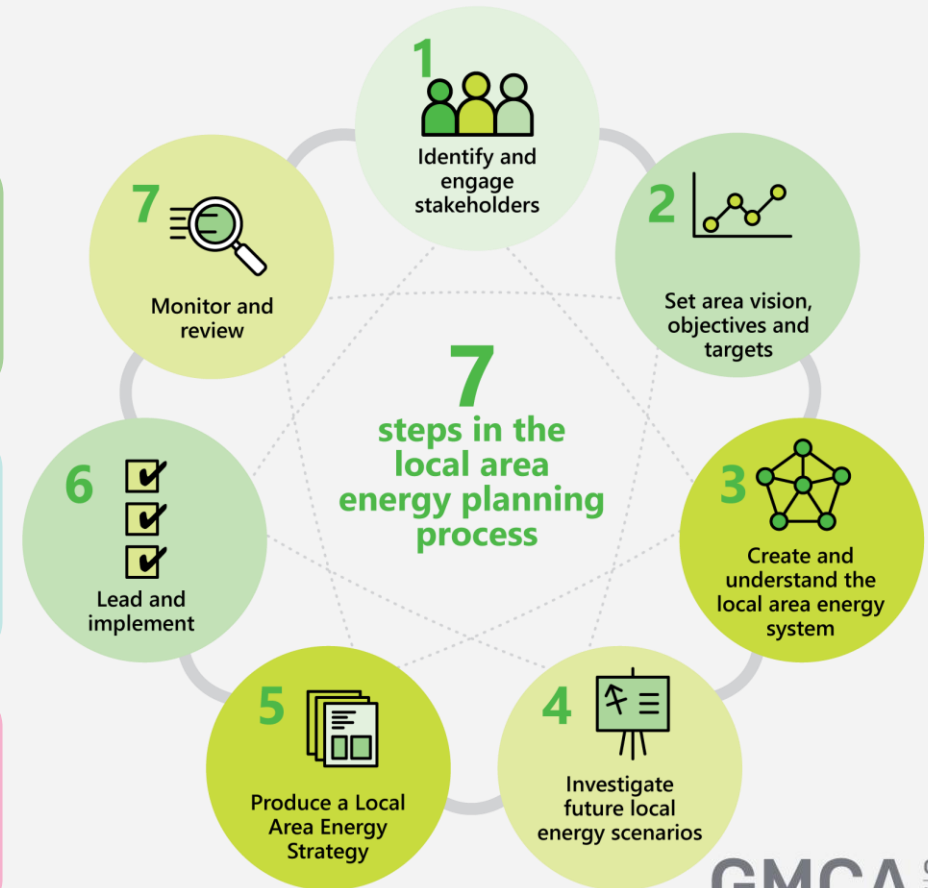 1
Identify and
engage
stakeholders
2
Set area vision,
objectives and
targets
3
Create and
understand the
local area energy
system
4
Investigate
future local
energy scenarios
5
Produce a Local
Area Energy
Strategy
6
Lead and
implement
7
Monitor and
review
7
steps in the
local area
energy planning
process
GMCA